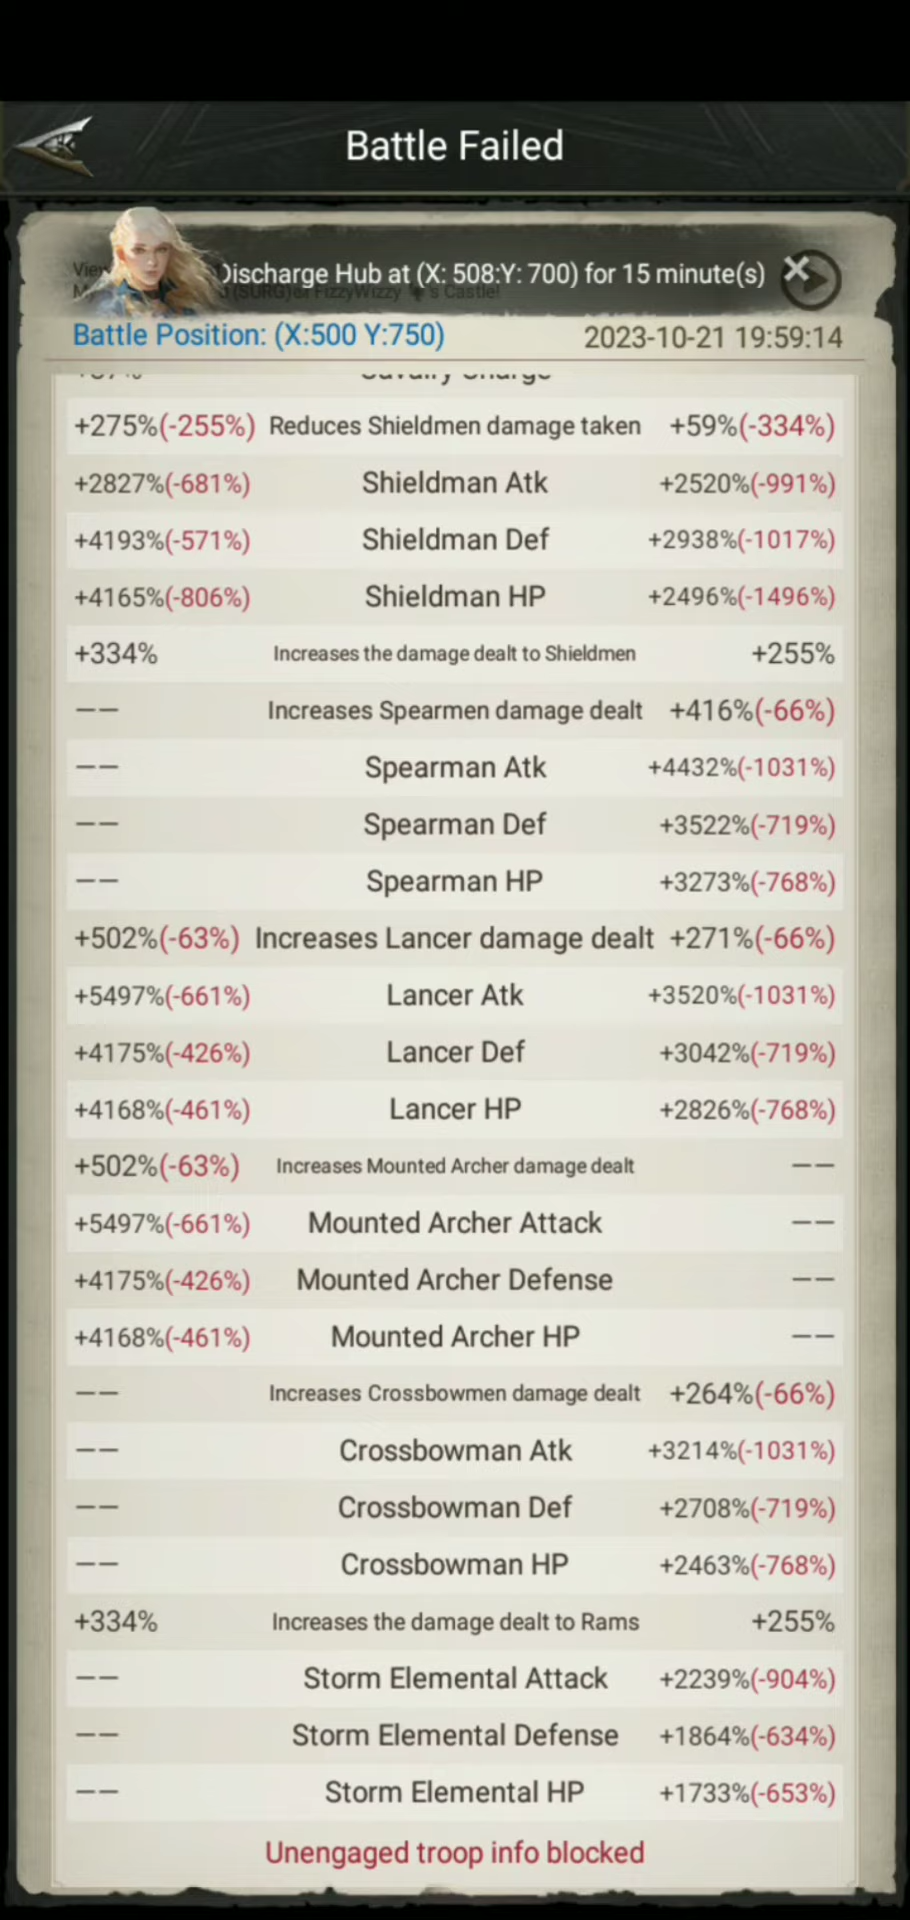 Battle Failed
Discharge Hub at (X: 508:Y: 700) for 15 minute(s)
(SURG)of FizzyWizzy 's Castle!
Battle Position: (X:500 Y:750) 2023-10-21 19:59:14
Cavalry Charge
+275%(-255%) Reduces Shieldmen damage taken +59%(-334%)
+2827%(-681%) Shieldman Atk +2520%(-991%)
+4193%(-571%) Shieldman Def +2938%(-1017%)
+4165%(-806%) Shieldman HP +2496%(-1496%)
+334% Increases the damage dealt to Shieldmen +255%
-- Increases Spearmen damage dealt +416%(-66%)
-- Spearman Atk +4432%(-1031%)
-- Spearman Def +3522%(-719%)
-- Spearman HP +3273%(-768%)
+502%(-63%) Increases Lancer damage dealt +271%(-66%)
+5497%(-661%) Lancer Atk +3520%(-1031%)
+4175%(-426%) Lancer Def +3042%(-719%)
+4168%(-461%) Lancer HP +2826%(-768%)
+502%(-63%) Increases Mounted Archer damage dealt --
+5497%(-661%) Mounted Archer Attack --
+4175%(-426%) Mounted Archer Defense --
+4168%(-461%) Mounted Archer HP --
-- Increases Crossbowmen damage dealt +264%(-66%)
-- Crossbowman Atk +3214%(-1031%)
-- Crossbowman Def +2708%(-719%)
-- Crossbowman HP +2463%(-768%)
+334% Increases the damage dealt to Rams +255%
-- Storm Elemental Attack +2239%(-904%)
-- Storm Elemental Defense +1864%(-634%)
-- Storm Elemental HP +1733%(-653%)
Unengaged troop info blocked